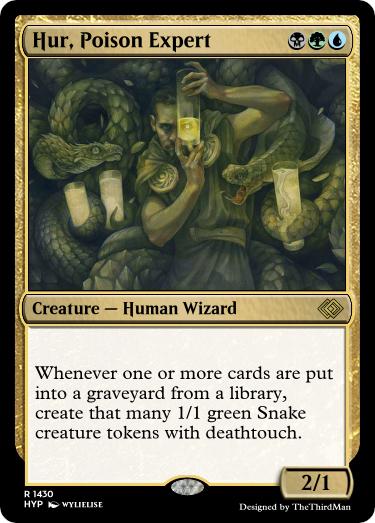 Hur, Poison Expert
Creature — Human Wizard
Whenever one or more cards are put
into a graveyard from a library,
create that many 1/1 green Snake
creature tokens with deathtouch.
2/1
R 1430
HYP WYLIELISE
Designed by TheThirdMan